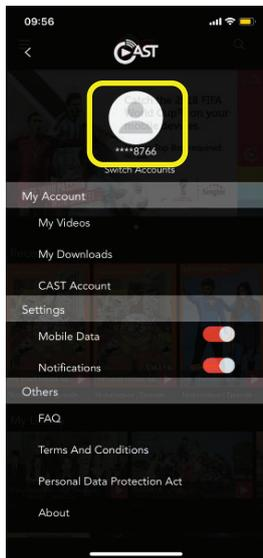 09:56
CAST
****8766
Switch Accounts
My Account
My Videos
My Downloads
CAST Account
Settings
Mobile Data
Notifications
Others
FAQ
Terms And Conditions
Personal Data Protection Act
About